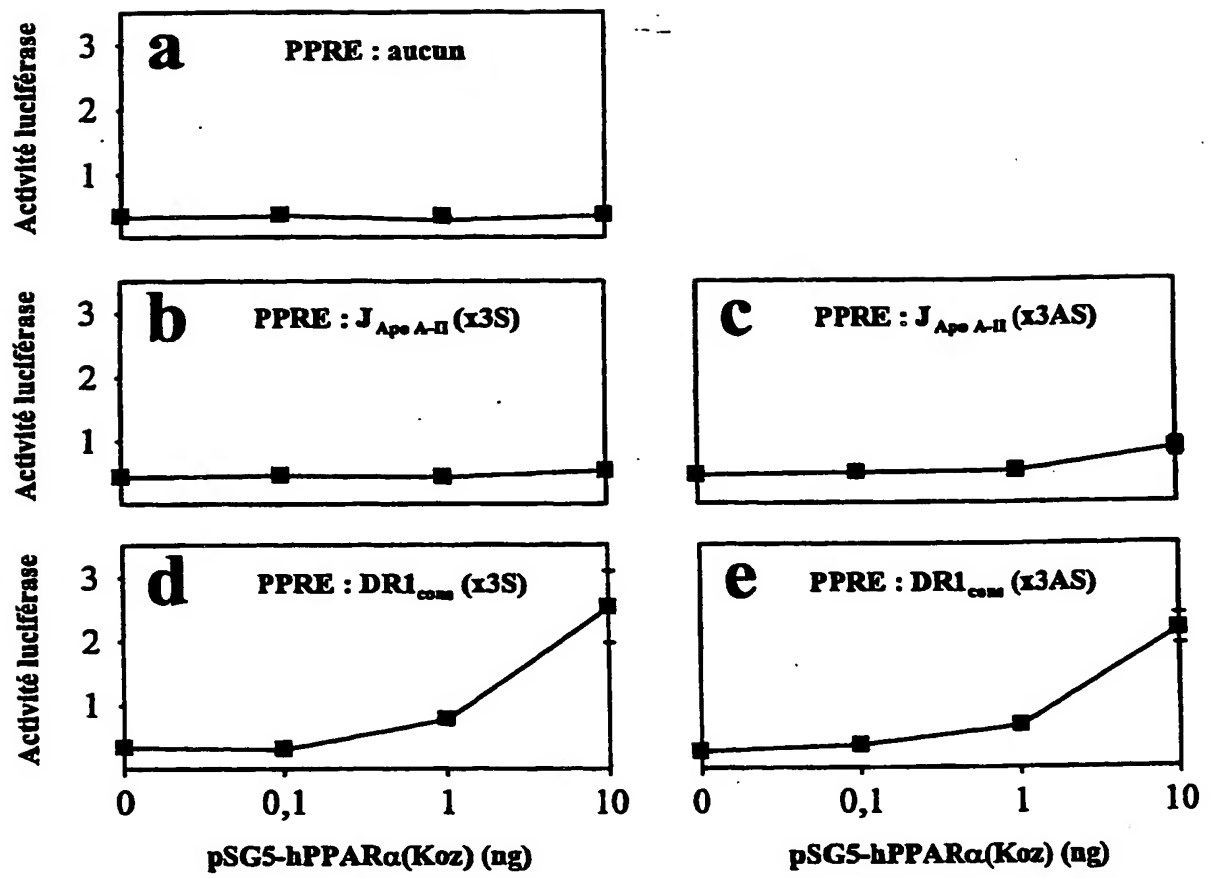 a
PPRE : aucun
Activité luciférase
3
2
1
b
PPRE : J Apo A-II (x3S)
Activité luciférase
3
2
1
c
PPRE : J Apo A-II (x3AS)
d
PPRE : DR1cons (x3S)
Activité luciférase
3
2
1
0 0,1 1 10
pSG5-hPPARα(Koz) (ng)
e
PPRE : DR1cons (x3AS)
0 0,1 1 10
pSG5-hPPARα(Koz) (ng)